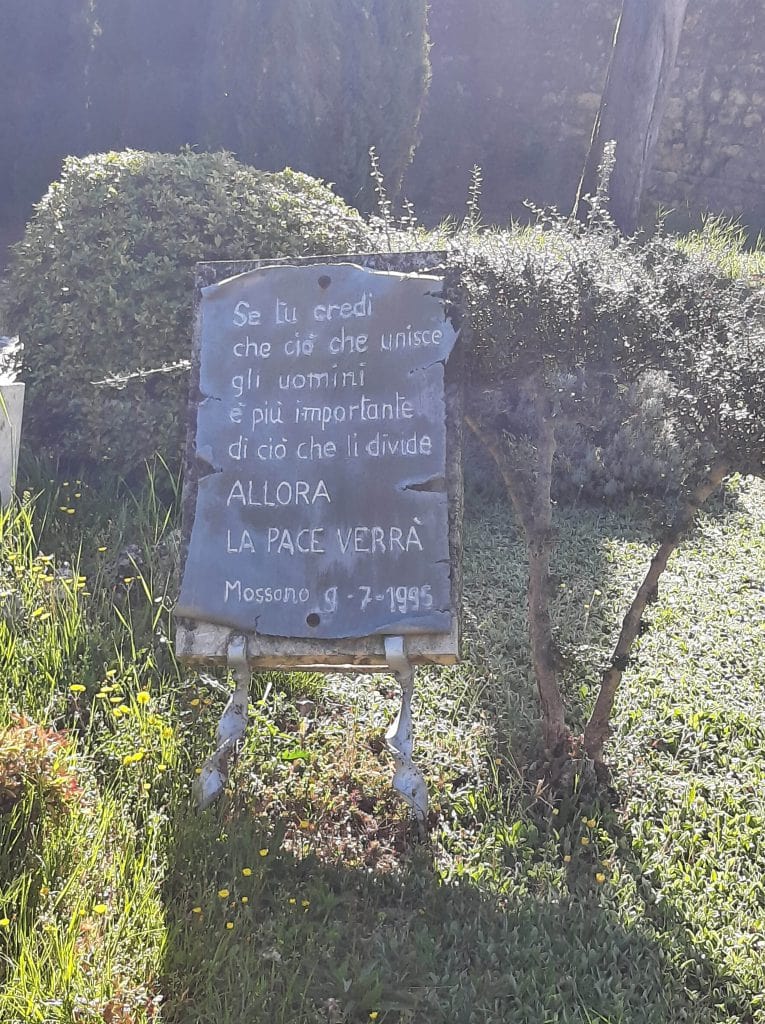 Se tu credi
che ciò che unisce
gli uomini
è più importante
di ciò che li divide
ALLORA
LA PACE VERRÀ
Mossano 9-7-1995